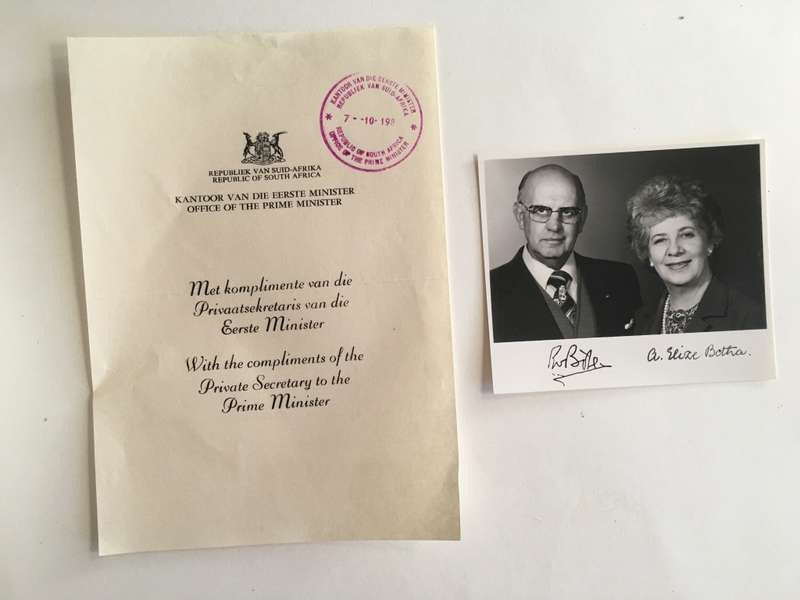 KANTOOR VAN DIE EERSTE MINISTER
REPUBLIEK VAN SUID-AFRIKA
7 - -10- 198
REPUBLIC OF SOUTH AFRICA
OFFICE OF THE PRIME MINISTER
REPUBLIEK VAN SUID-AFRIKA
REPUBLIC OF SOUTH AFRICA
KANTOOR VAN DIE EERSTE MINISTER
OFFICE OF THE PRIME MINISTER
Met komplimente van die
Privaatsekretaris van die
Eerste Minister
With the compliments of the
Private Secretary to the
Prime Minister
A. Elize Botha.